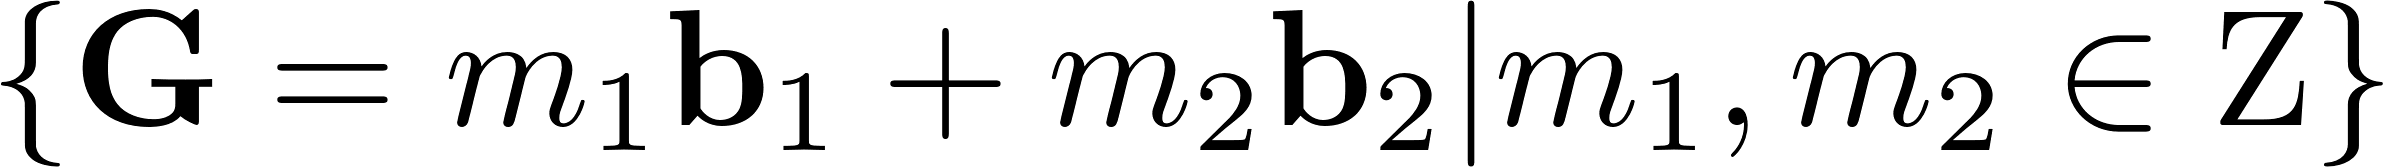 {G = m₁b₁ + m₂b₂|m₁, m₂ ∈ Z}